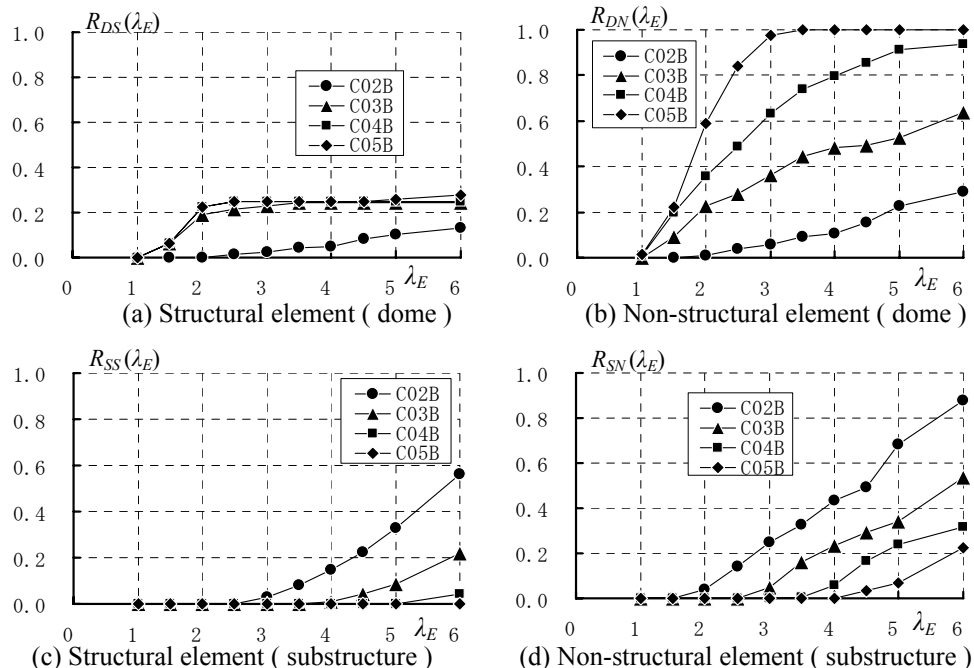 R_DS(λ_E)
1.0
0.8
0.6
0.4
0.2
0.0
C02B
C03B
C04B
C05B
0 1 2 3 4 5 6
λ_E
(a) Structural element ( dome )
R_DN(λ_E)
1.0
0.8
0.6
0.4
0.2
0.0
C02B
C03B
C04B
C05B
0 1 2 3 4 5 6
λ_E
(b) Non-structural element ( dome )
R_SS(λ_E)
1.0
0.8
0.6
0.4
0.2
0.0
C02B
C03B
C04B
C05B
0 1 2 3 4 5 6
λ_E
(c) Structural element ( substructure )
R_SN(λ_E)
1.0
0.8
0.6
0.4
0.2
0.0
C02B
C03B
C04B
C05B
0 1 2 3 4 5 6
λ_E
(d) Non-structural element ( substructure )